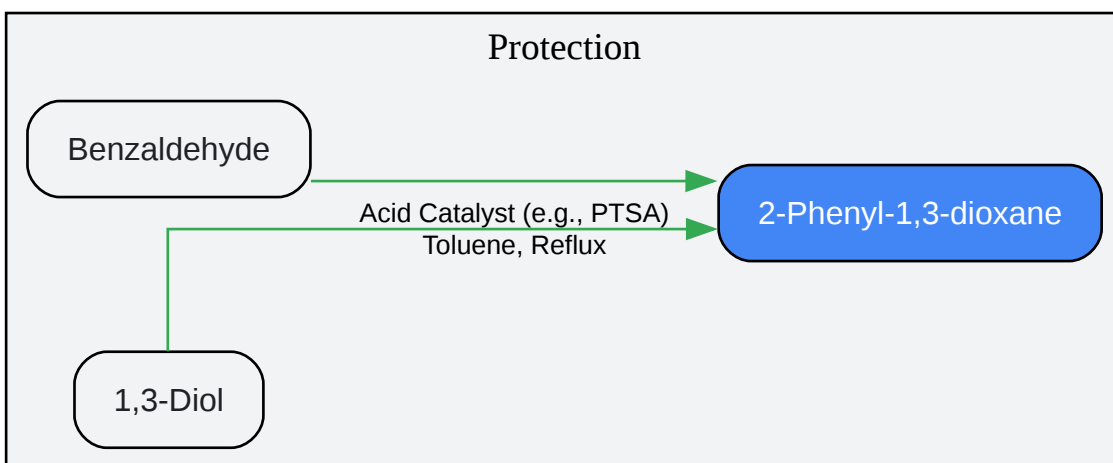 Protection
Benzaldehyde
Acid Catalyst (e.g., PTSA)
Toluene, Reflux
2-Phenyl-1,3-dioxane
1,3-Diol